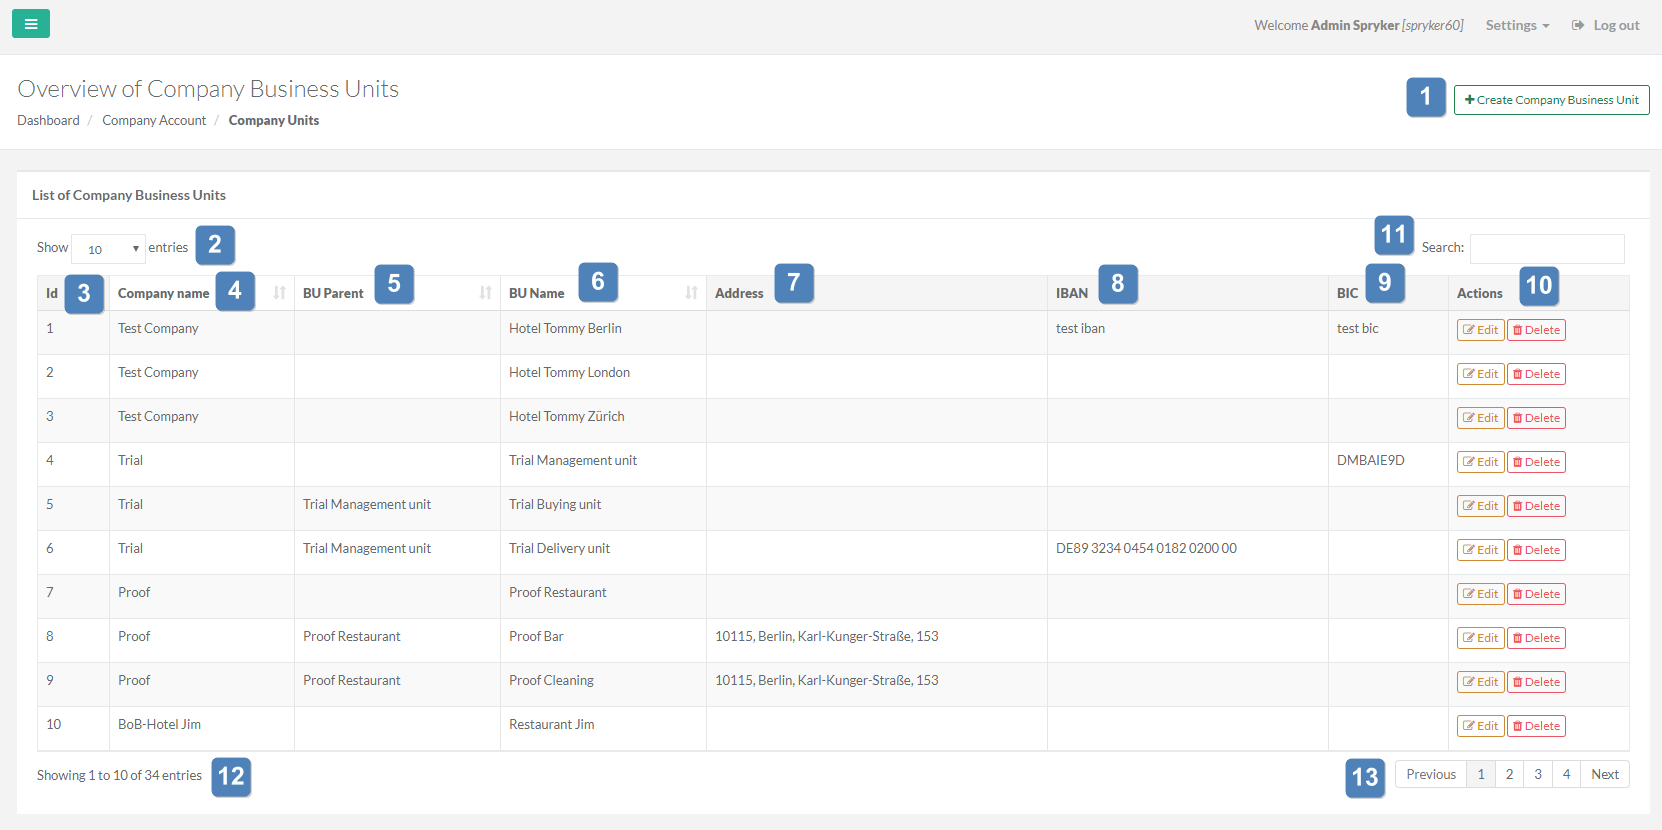 Welcome Admin Spryker [spryker60] Settings Log out
Overview of Company Business Units
1 Create Company Business Unit
Dashboard / Company Account / Company Units
List of Company Business Units
Show 10 entries 2 11 Search:
Id 3 Company name 4 BU Parent 5 BU Name 6 Address 7 IBAN 8 BIC 9 Actions 10
1 Test Company Hotel Tommy Berlin test iban test bic Edit Delete
2 Test Company Hotel Tommy London Edit Delete
3 Test Company Hotel Tommy Zürich Edit Delete
4 Trial Trial Management unit DMBAIE9D Edit Delete
5 Trial Trial Management unit Trial Buying unit Edit Delete
6 Trial Trial Management unit Trial Delivery unit DE89 3234 0454 0182 0200 00 Edit Delete
7 Proof Proof Restaurant Edit Delete
8 Proof Proof Restaurant Proof Bar 10115, Berlin, Karl-Kunger-Straße, 153 Edit Delete
9 Proof Proof Restaurant Proof Cleaning 10115, Berlin, Karl-Kunger-Straße, 153 Edit Delete
10 BoB-Hotel Jim Restaurant Jim Edit Delete
Showing 1 to 10 of 34 entries 12 13 Previous 1 2 3 4 Next